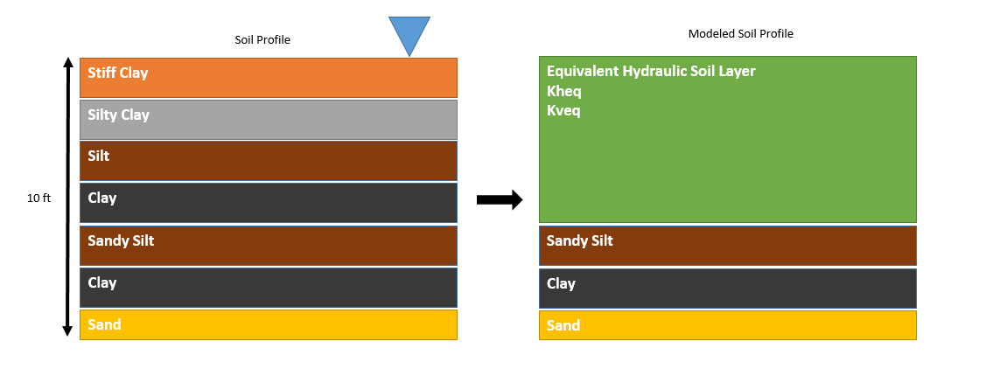 Soil Profile
Stiff Clay
Silty Clay
Silt
Clay
Sandy Silt
Clay
Sand
10 ft
Modeled Soil Profile
Equivalent Hydraulic Soil Layer
Kheq
Kveq
Sandy Silt
Clay
Sand